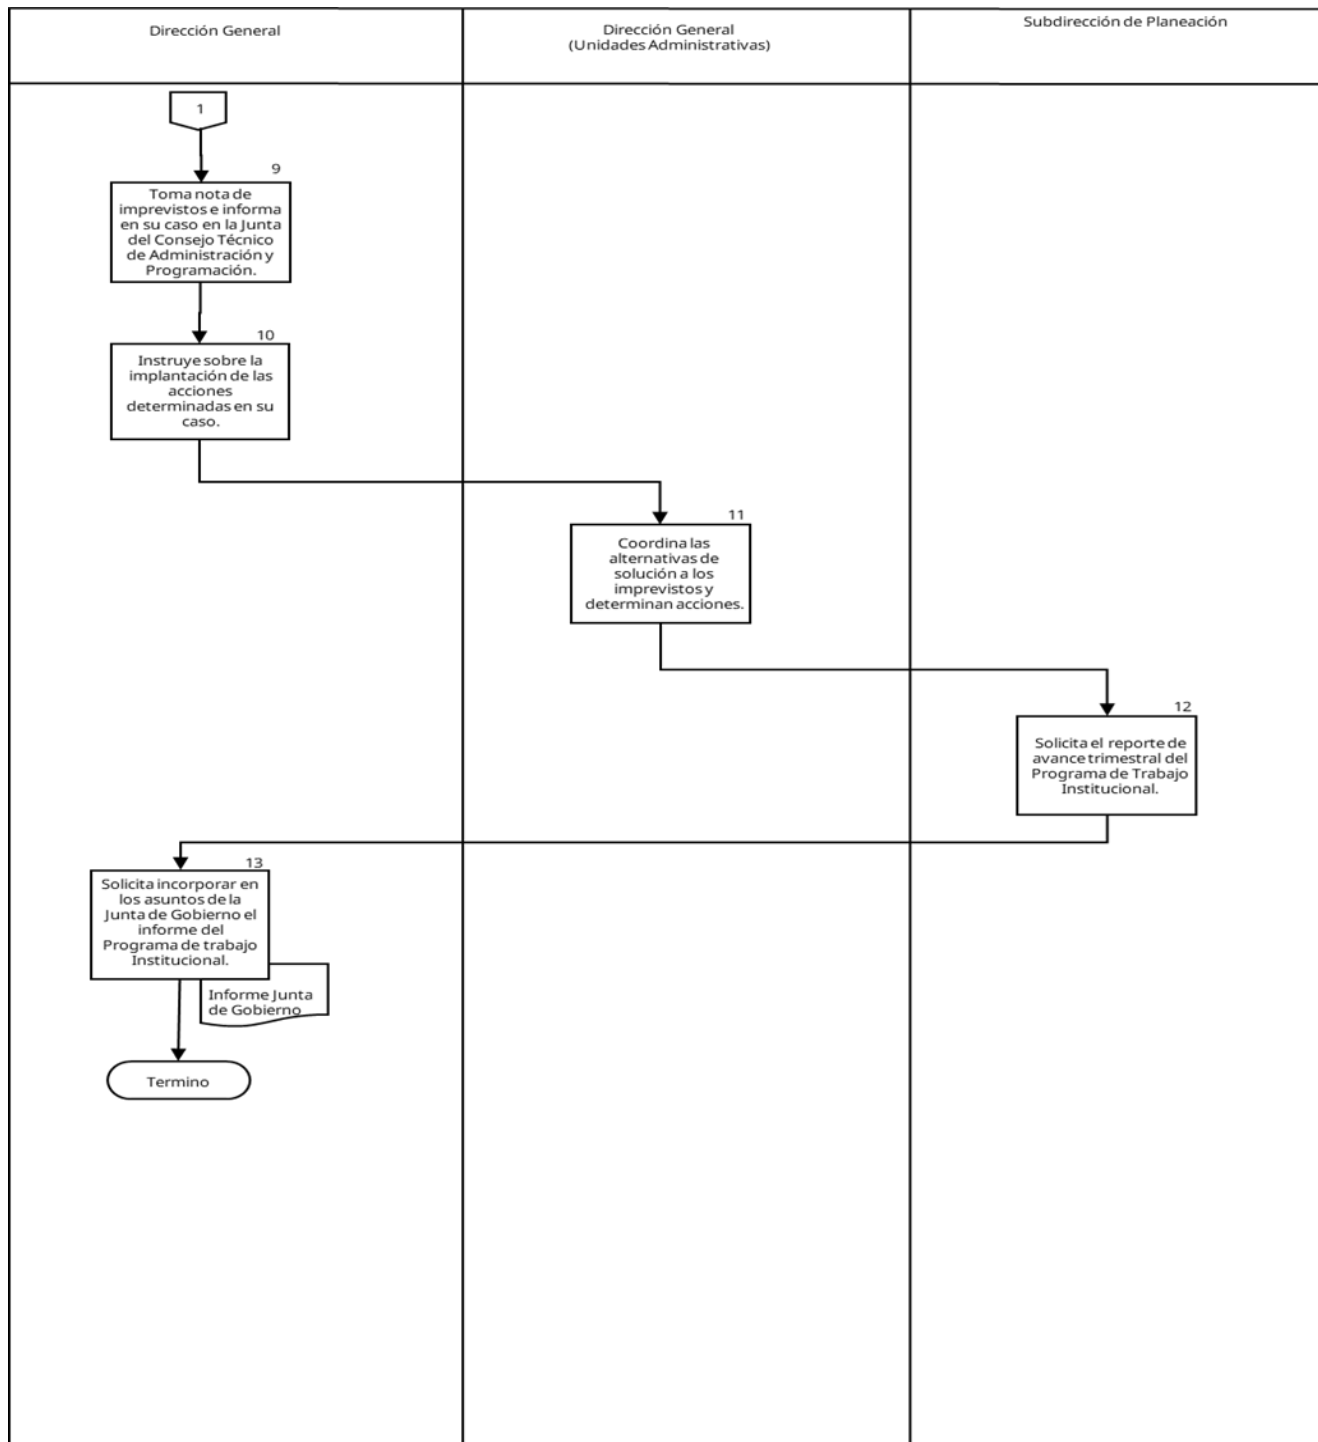 Dirección General
Dirección General
(Unidades Administrativas)
Subdirección de Planeación
1
9
Toma nota de
imprevistos e informa
en su caso en la Junta
del Consejo Técnico
de Administración y
Programación.
10
Instruye sobre la
implantación de las
acciones
determinadas en su
caso.
11
Coordina las
alternativas de
solución a los
imprevistos y
determinan acciones.
12
Solicita el reporte de
avance trimestral del
Programa de Trabajo
Institucional.
13
Solicita incorporar en
los asuntos de la
Junta de Gobierno el
informe del
Programa de trabajo
Institucional.
Informe Junta
de Gobierno
Termino